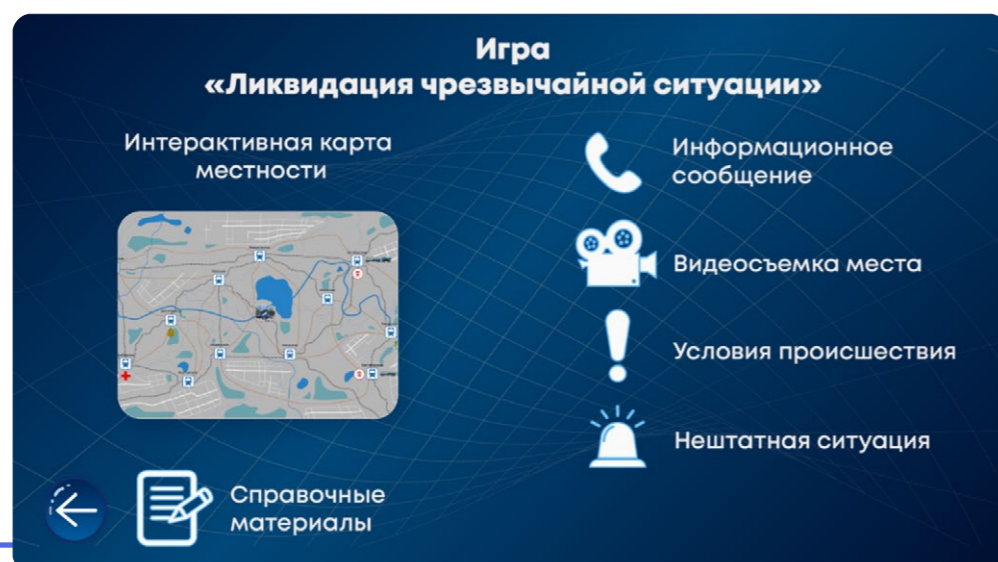 Игра
«Ликвидация чрезвычайной ситуации»
Интерактивная карта
местности
Информационное
сообщение
Видеосъемка места
Условия происшествия
Нештатная ситуация
Справочные
материалы